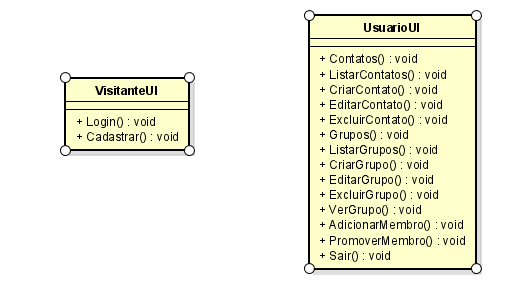 VisitanteUI
+ Login() : void
+ Cadastrar() : void
UsuarioUI
+ Contatos() : void
+ ListarContatos() : void
+ CriarContato() : void
+ EditarContato() : void
+ ExcluirContato() : void
+ Grupos() : void
+ ListarGrupos() : void
+ CriarGrupo() : void
+ EditarGrupo() : void
+ ExcluirGrupo() : void
+ VerGrupo() : void
+ AdicionarMembro() : void
+ PromoverMembro() : void
+ Sair() : void